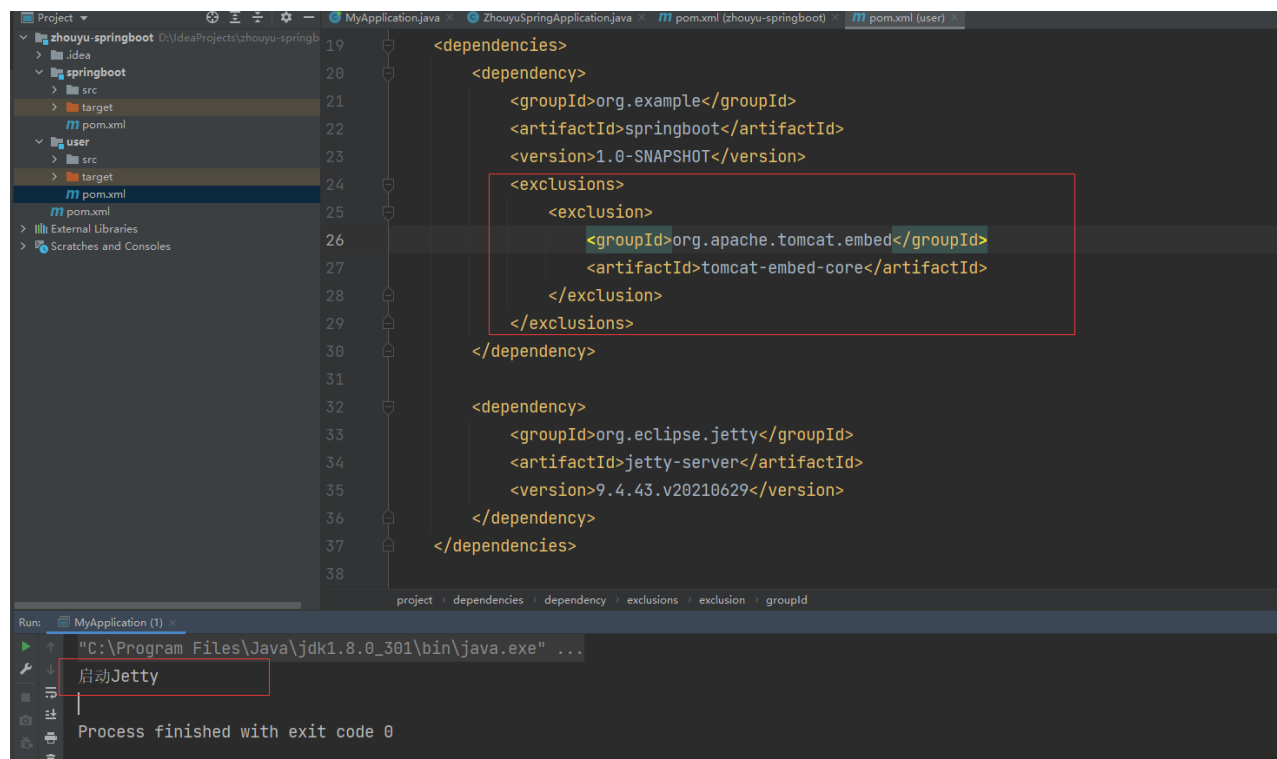 Project
MyApplication.java
ZhouyuSpringApplication.java
pom.xml (zhouyu-springboot)
pom.xml (user)
zhouyu-springboot D:\IdeaProjects\zhouyu-springb
.idea
springboot
src
target
pom.xml
user
src
target
pom.xml
pom.xml
External Libraries
Scratches and Consoles
19 <dependencies>
20 <dependency>
21 <groupId>org.example</groupId>
22 <artifactId>springboot</artifactId>
23 <version>1.0-SNAPSHOT</version>
24 <exclusions>
25 <exclusion>
26 <groupId>org.apache.tomcat.embed</groupId>
27 <artifactId>tomcat-embed-core</artifactId>
28 </exclusion>
29 </exclusions>
30 </dependency>
31
32 <dependency>
33 <groupId>org.eclipse.jetty</groupId>
34 <artifactId>jetty-server</artifactId>
35 <version>9.4.43.v20210629</version>
36 </dependency>
37 </dependencies>
38
project › dependencies › dependency › exclusions › exclusion › groupId
Run: MyApplication (1)
"C:\Program Files\Java\jdk1.8.0_301\bin\java.exe" ...
启动Jetty
Process finished with exit code 0